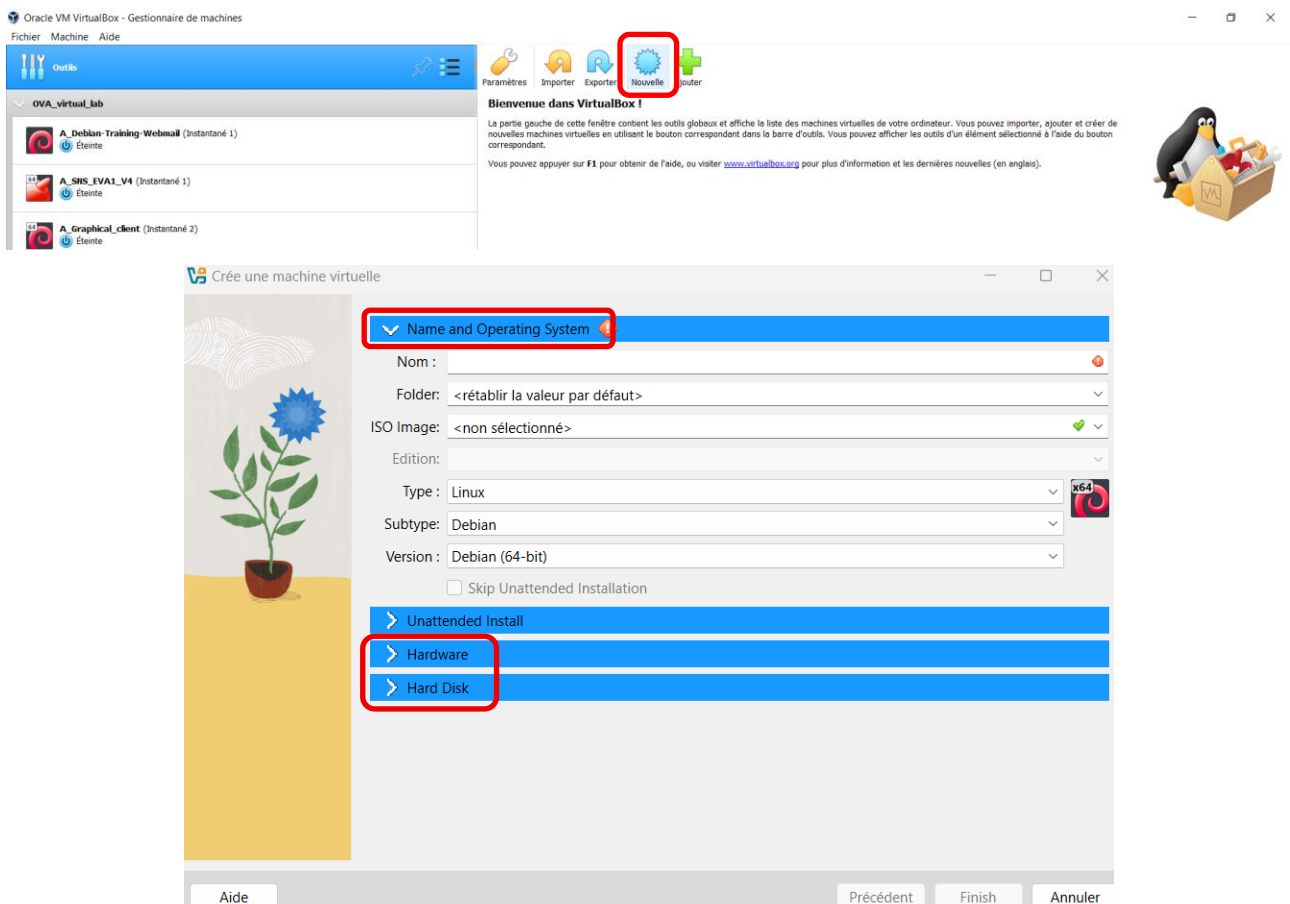 Oracle VM VirtualBox - Gestionnaire de machines
Fichier Machine Aide
Outils
Paramètres Importer Exporter Nouvelle jouter
OVA_virtual_lab
A_Debian-Training-Webmail (Instantané 1)
Éteinte
64
A_SNS_EVA1_V4 (Instantané 1)
Éteinte
64
A_Graphical_client (Instantané 2)
Éteinte
Bienvenue dans VirtualBox !
La partie gauche de cette fenêtre contient les outils globaux et affiche la liste des machines virtuelles de votre ordinateur. Vous pouvez importer, ajouter et créer de
nouvelles machines virtuelles en utilisant le bouton correspondant dans la barre d'outils. Vous pouvez afficher les outils d'un élément sélectionné à l'aide du bouton
correspondant.
Vous pouvez appuyer sur F1 pour obtenir de l'aide, ou visiter www.virtualbox.org pour plus d'information et les dernières nouvelles (en anglais).
Crée une machine virtuelle
Name and Operating System
Nom :
Folder: <rétablir la valeur par défaut>
ISO Image: <non sélectionné>
Edition:
Type : Linux
x64
Subtype: Debian
Version : Debian (64-bit)
Skip Unattended Installation
Unattended Install
Hardware
Hard Disk
Aide Précédent Finish Annuler